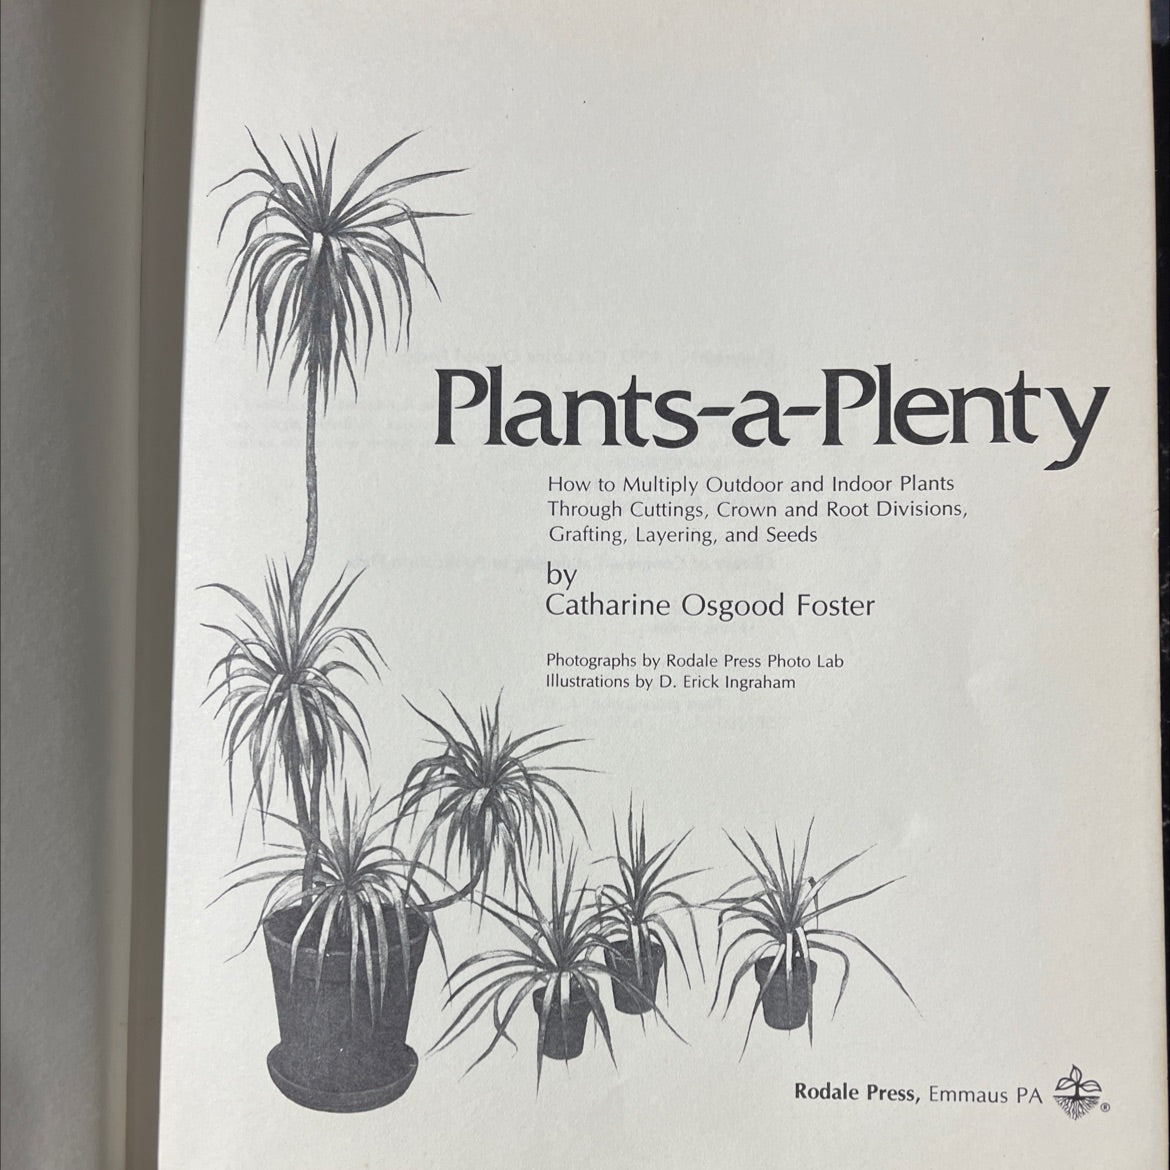 Plants-a-Plenty
How to Multiply Outdoor and Indoor Plants
Through Cuttings, Crown and Root Divisions,
Grafting, Layering, and Seeds
by
Catharine Osgood Foster
Photographs by Rodale Press Photo Lab
Illustrations by D. Erick Ingraham
Rodale Press, Emmaus PA ®